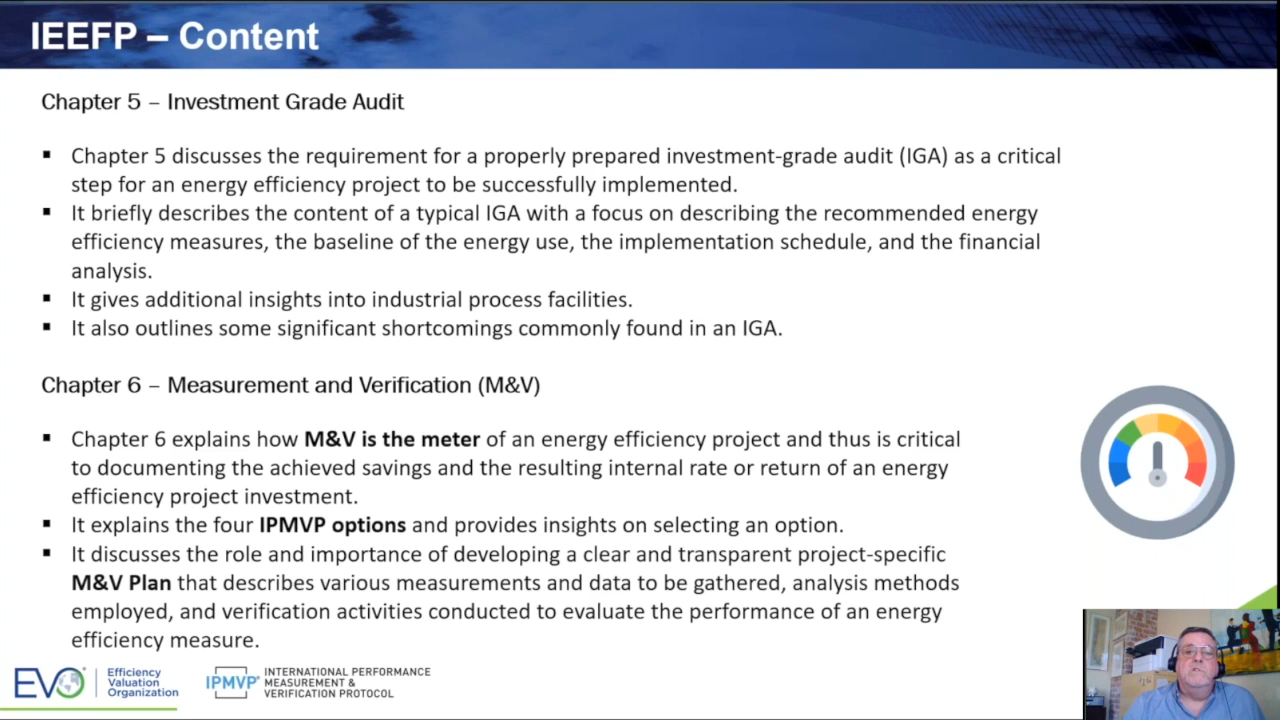 IEEFP – Content
Chapter 5 – Investment Grade Audit
▪ Chapter 5 discusses the requirement for a properly prepared investment-grade audit (IGA) as a critical
step for an energy efficiency project to be successfully implemented.
▪ It briefly describes the content of a typical IGA with a focus on describing the recommended energy
efficiency measures, the baseline of the energy use, the implementation schedule, and the financial
analysis.
▪ It gives additional insights into industrial process facilities.
▪ It also outlines some significant shortcomings commonly found in an IGA.
Chapter 6 – Measurement and Verification (M&V)
▪ Chapter 6 explains how M&V is the meter of an energy efficiency project and thus is critical
to documenting the achieved savings and the resulting internal rate or return of an energy
efficiency project investment.
▪ It explains the four IPMVP options and provides insights on selecting an option.
▪ It discusses the role and importance of developing a clear and transparent project-specific
M&V Plan that describes various measurements and data to be gathered, analysis methods
employed, and verification activities conducted to evaluate the performance of an energy
efficiency measure.
EVO®
Efficiency
Valuation
Organization
IPMVP®
INTERNATIONAL PERFORMANCE
MEASUREMENT &
VERIFICATION PROTOCOL